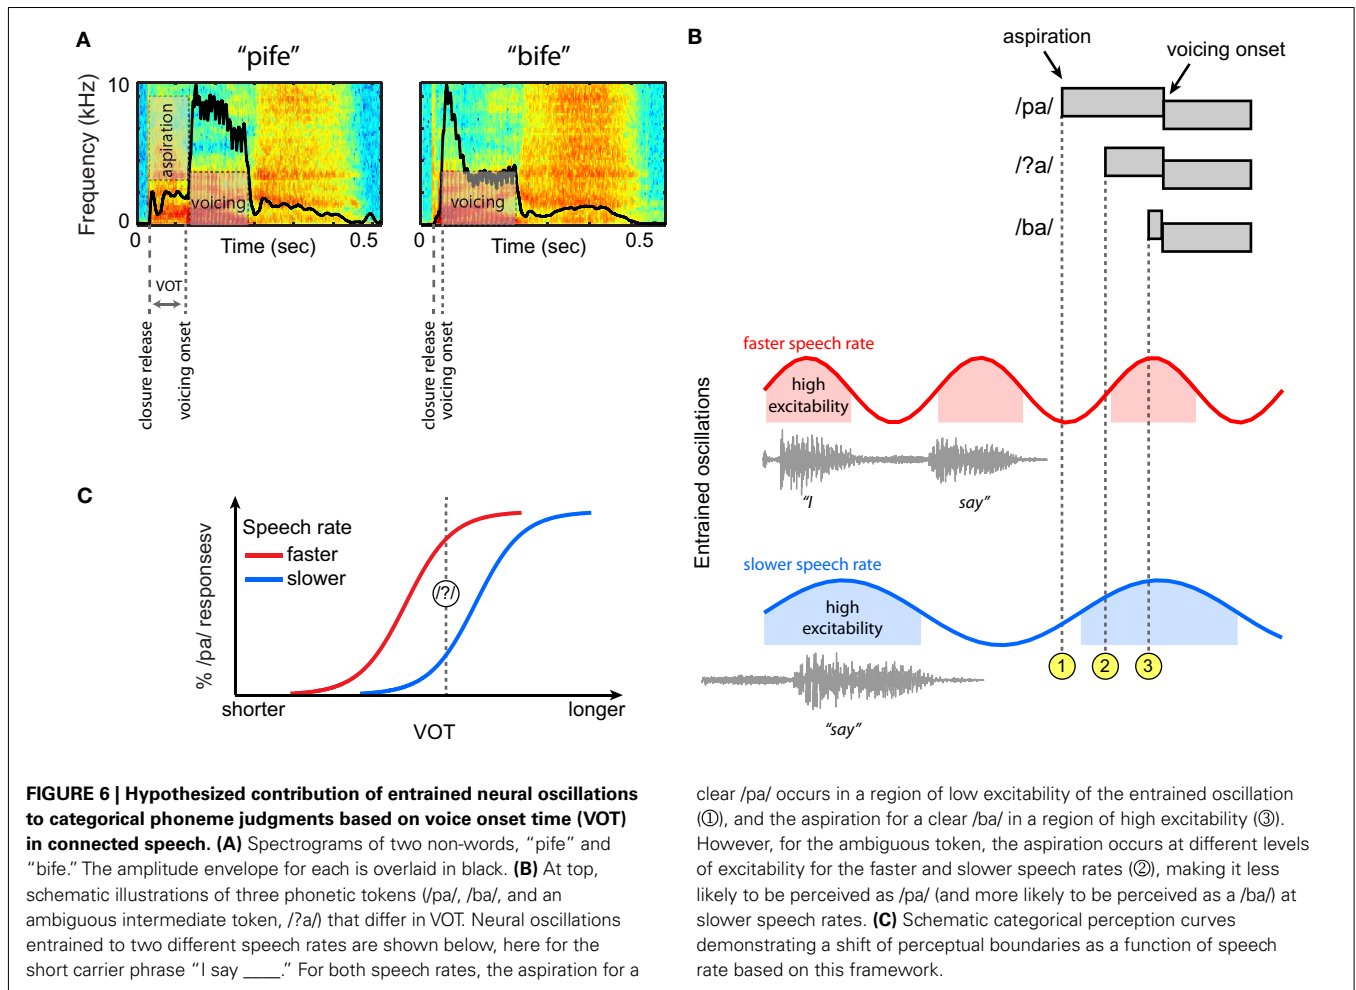 A
"pife"
"bife"
Frequency (kHz)
10
0
aspiration
voicing
voicing
0
Time (sec)
0.5
0
Time (sec)
0.5
VOT
closure release
voicing onset
closure release
voicing onset
B
aspiration
voicing onset
/pa/
/?a/
/ba/
Entrained oscillations
faster speech rate
high
excitability
"I
say"
slower speech rate
high
excitability
1
2
3
"say"
C
% /pa/ responsesv
Speech rate
faster
slower
/?/
shorter
longer
VOT
FIGURE 6 | Hypothesized contribution of entrained neural oscillations
to categorical phoneme judgments based on voice onset time (VOT)
in connected speech. (A) Spectrograms of two non-words, "pife" and
"bife." The amplitude envelope for each is overlaid in black. (B) At top,
schematic illustrations of three phonetic tokens (/pa/, /ba/, and an
ambiguous intermediate token, /?a/) that differ in VOT. Neural oscillations
entrained to two different speech rates are shown below, here for the
short carrier phrase "I say ____." For both speech rates, the aspiration for a
clear /pa/ occurs in a region of low excitability of the entrained oscillation
(①), and the aspiration for a clear /ba/ in a region of high excitability (③).
However, for the ambiguous token, the aspiration occurs at different levels
of excitability for the faster and slower speech rates (②), making it less
likely to be perceived as /pa/ (and more likely to be perceived as a /ba/) at
slower speech rates. (C) Schematic categorical perception curves
demonstrating a shift of perceptual boundaries as a function of speech
rate based on this framework.